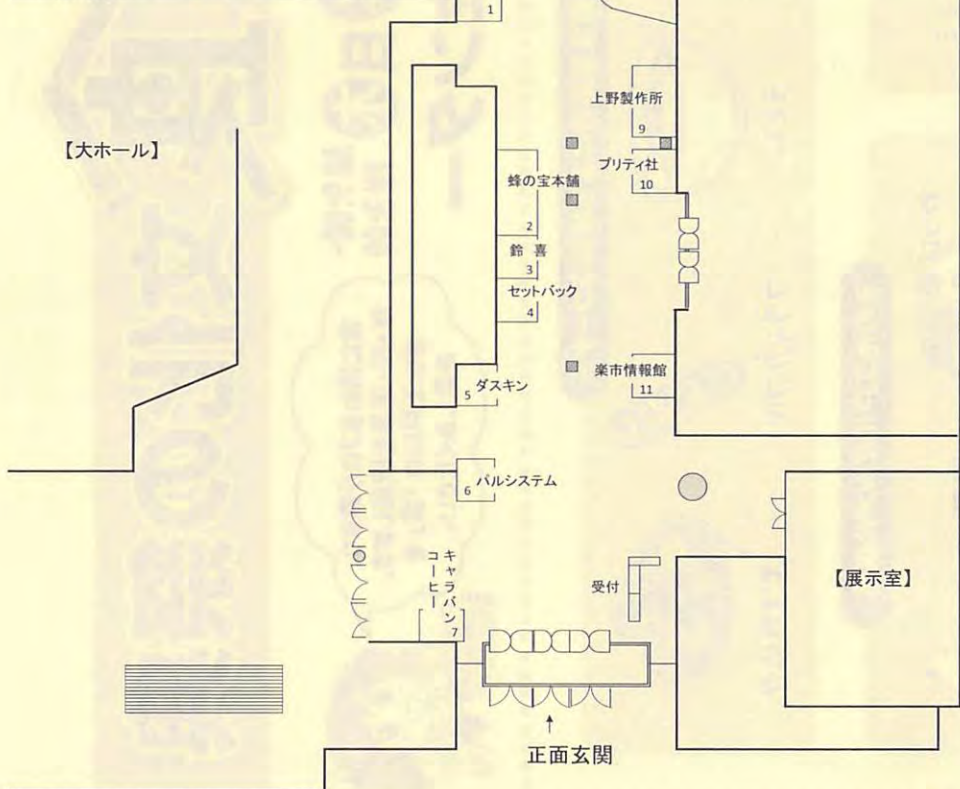 1
【大ホール】
上野製作所
9
プリティ社
10
蜂の宝本舗
2
鈴 喜
3
セットバック
4
楽市情報館
11
ダスキン
5
パルシステム
6
キャラバン
コーヒー
7
受付
【展示室】
正面玄関